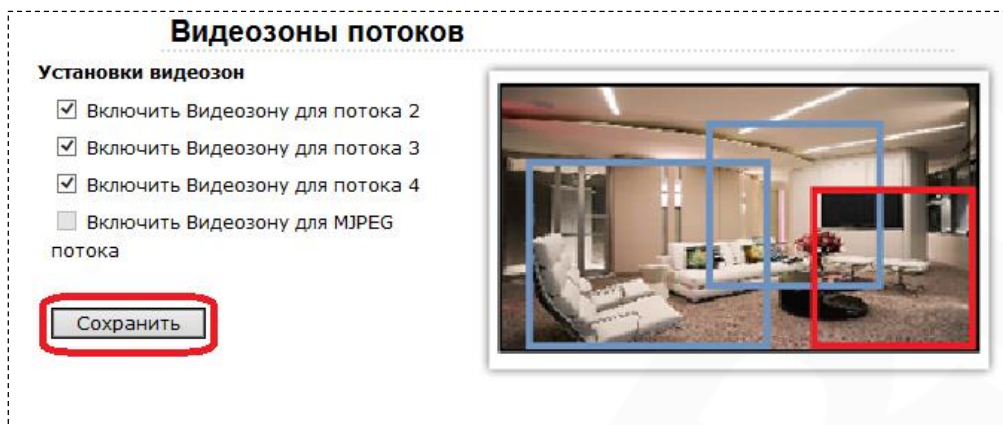 Видеозоны потоков
Установки видеозон
Включить Видеозону для потока 2
Включить Видеозону для потока 3
Включить Видеозону для потока 4
Включить Видеозону для MJPEG
потока
Сохранить